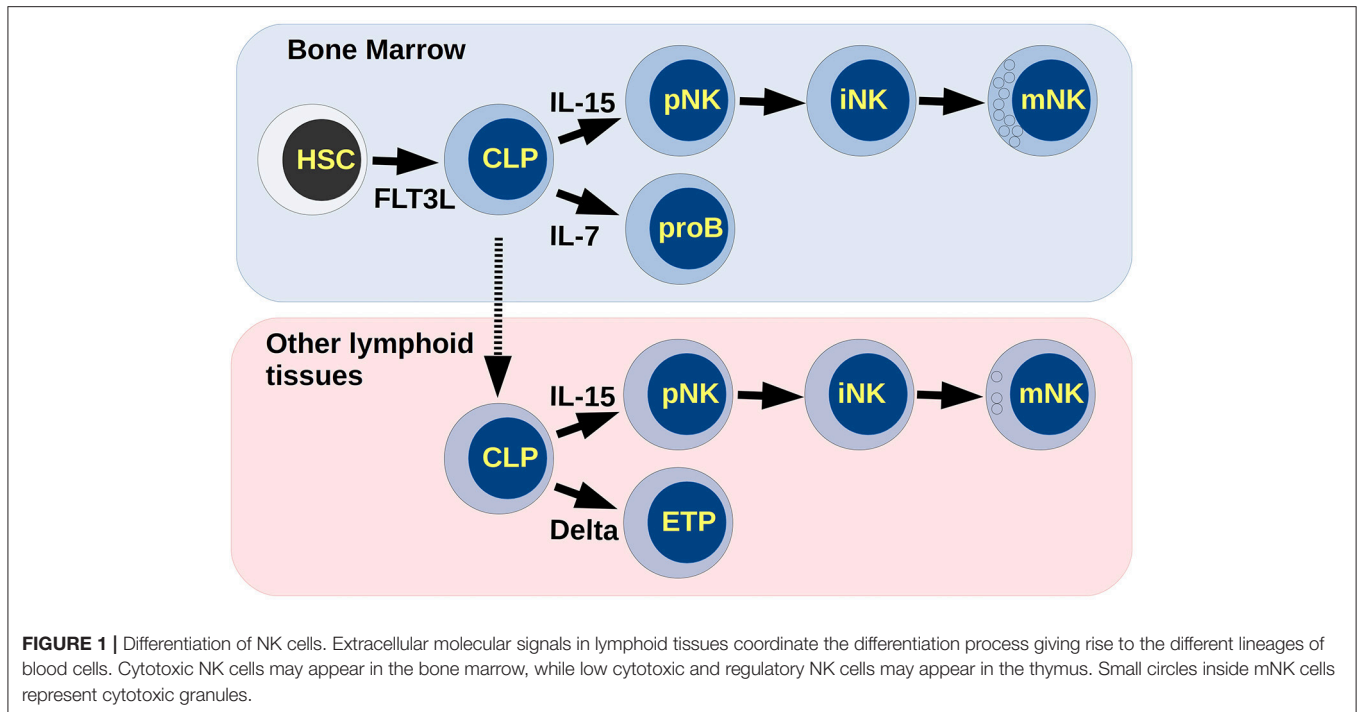 Bone Marrow
HSC
FLT3L
CLP
IL-15
pNK
iNK
mNK
IL-7
proB
Other lymphoid
tissues
CLP
IL-15
pNK
iNK
mNK
Delta
ETP
FIGURE 1 | Differentiation of NK cells. Extracellular molecular signals in lymphoid tissues coordinate the differentiation process giving rise to the different lineages of
blood cells. Cytotoxic NK cells may appear in the bone marrow, while low cytotoxic and regulatory NK cells may appear in the thymus. Small circles inside mNK cells
represent cytotoxic granules.